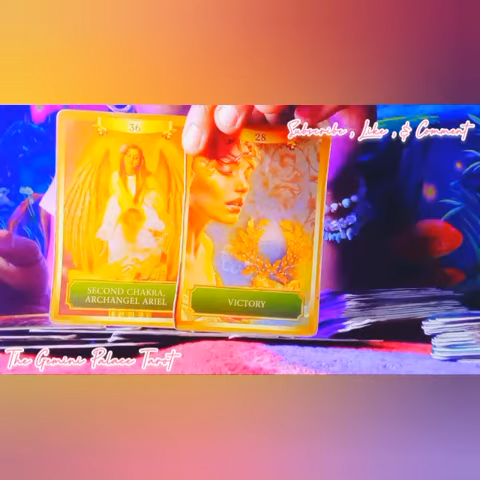 Subscribe, Like, & Comment
36
28
SECOND CHAKRA,
ARCHANGEL ARIEL
VICTORY
The Gemini Palace Tarot